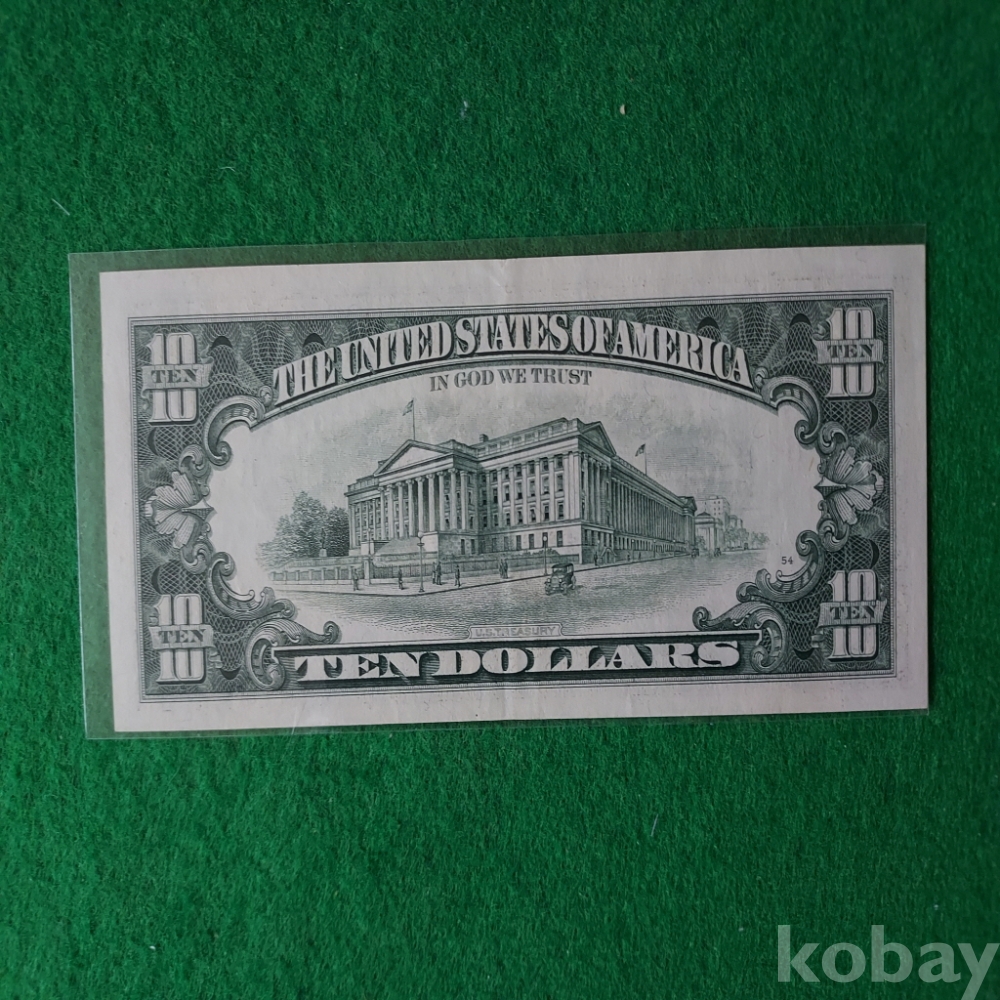 10
TEN
10
THE UNITED STATES OF AMERICA
10
TEN
10
IN GOD WE TRUST
54
10
TEN
10
U.S. TREASURY
10
TEN
10
TEN DOLLARS
kobay